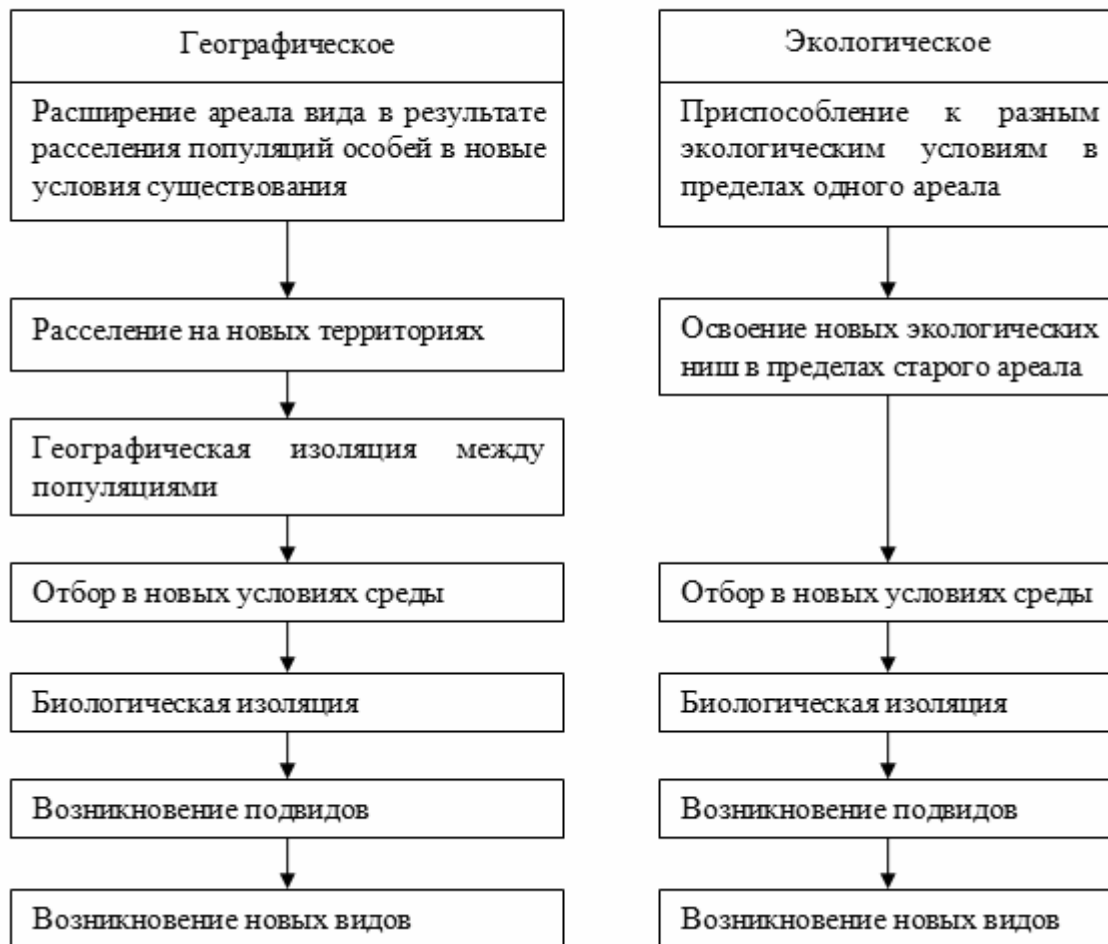 Географическое
Расширение ареала вида в результате
расселения популяций особей в новые
условия существования
Расселение на новых территориях
Географическая изоляция между
популяциями
Отбор в новых условиях среды
Биологическая изоляция
Возникновение подвидов
Возникновение новых видов
Экологическое
Приспособление к разным
экологическим условиям в
пределах одного ареала
Освоение новых экологических
ниш в пределах старого ареала
Отбор в новых условиях среды
Биологическая изоляция
Возникновение подвидов
Возникновение новых видов